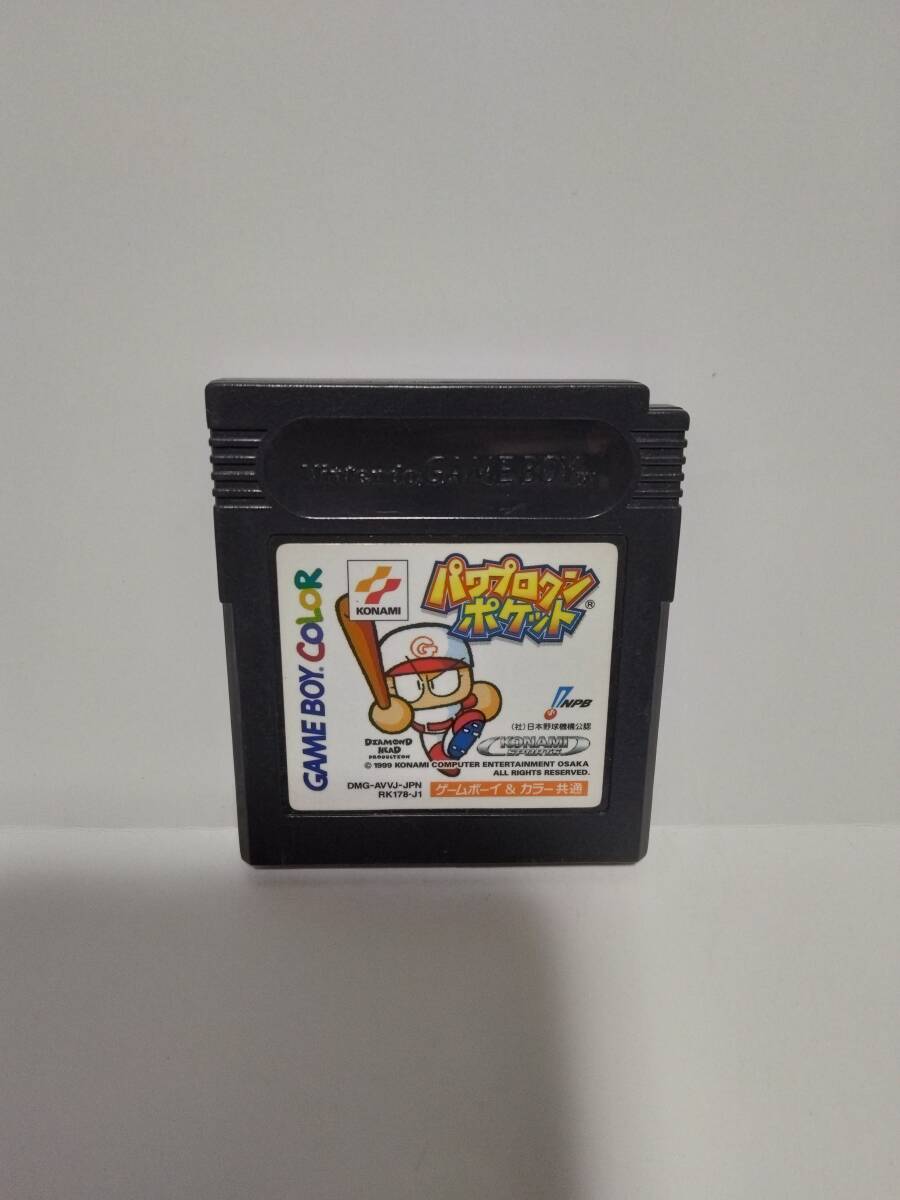 Nintendo GAME BOY TM
GAME BOY COLOR
KONAMI
パワプロクン
ポケット®
G
NPB
(社)日本野球機構公認
DIAMOND
HEAD
PRODUCTION
KONAMI
SPORTS
© 1999 KONAMI COMPUTER ENTERTAINMENT OSAKA
ALL RIGHTS RESERVED.
DMG-AVVJ-JPN
RK178-J1
ゲームボーイ & カラー共通